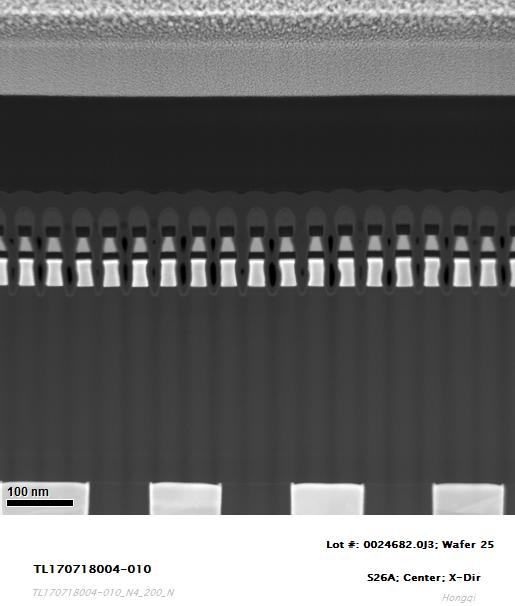 100 nm
Lot #: 0024682.0J3; Wafer 25
TL170718004-010
S26A; Center; X-Dir
TL170718004-010_N4_200_N
Hongqi